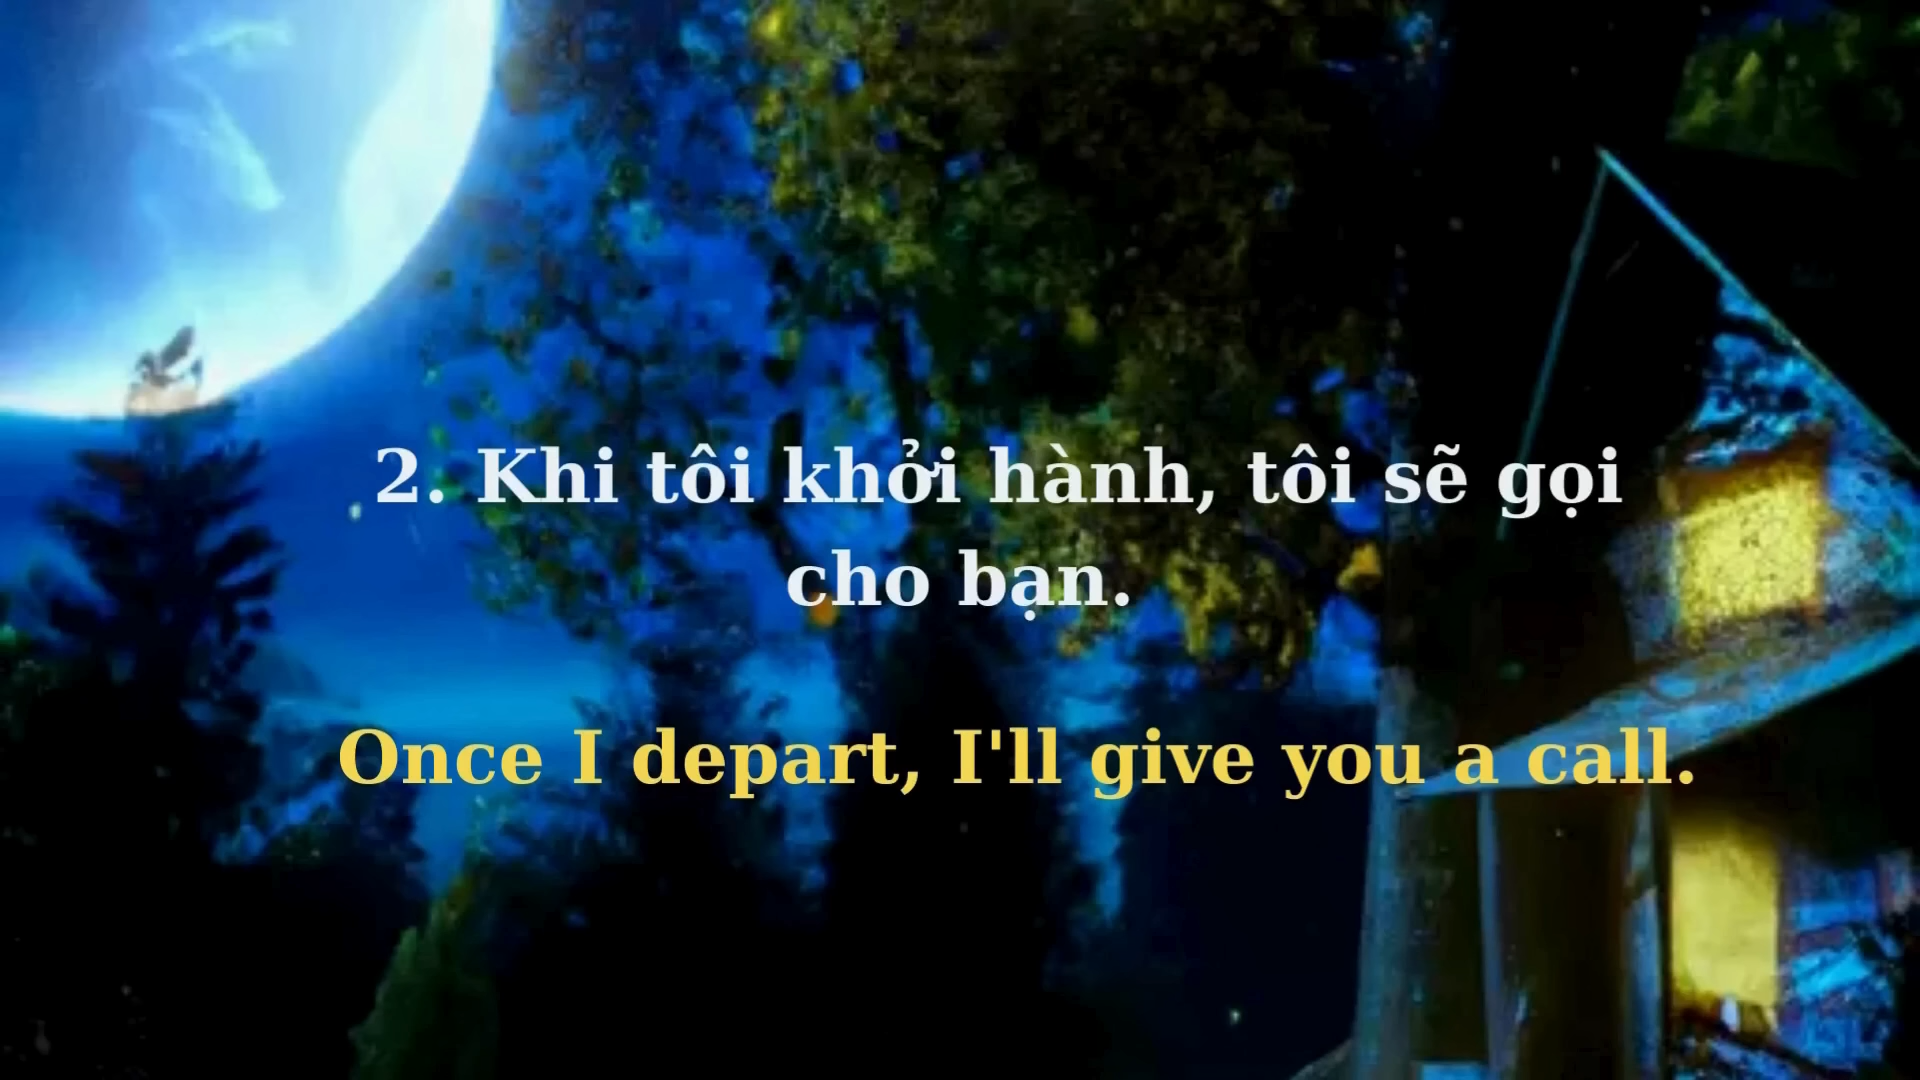 2. Khi tôi khởi hành, tôi sẽ gọi
cho bạn.
Once I depart, I'll give you a call.